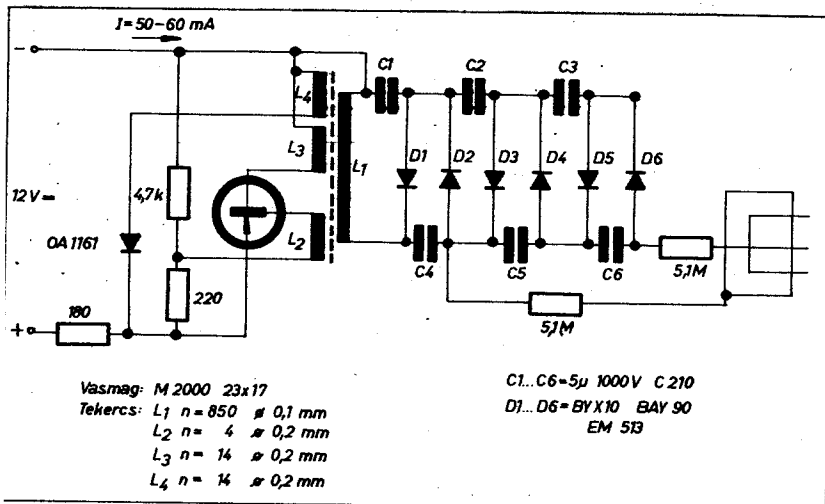 I=50-60 mA
-
C1
C2
C3
L4
L3
L1
D1
D2
D3
D4
D5
D6
4,7k
12V=
OA1161
L2
C4
C5
C6
5,1M
220
180
5,1M
+
Vasmag: M 2000 23x17
Tekercs: L1 n=850 ø 0,1 mm
L2 n= 4 ø 0,2 mm
L3 n= 14 ø 0,2 mm
L4 n= 14 ø 0,2 mm
C1...C6=5µ 1000V C 210
D1...D6=BYX10 BAY 90
EM 513